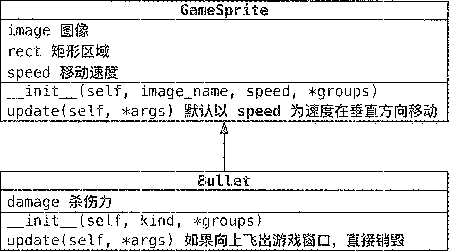 GameSprite
image 图像
rect 矩形区域
speed 移动速度
__init__(self, image_name, speed, *groups)
update(self, *args) 默认以 speed 为速度在垂直方向移动
Bullet
damage 杀伤力
__init__(self, kind, *groups)
update(self, *args) 如果向上飞出游戏窗口，直接销毁